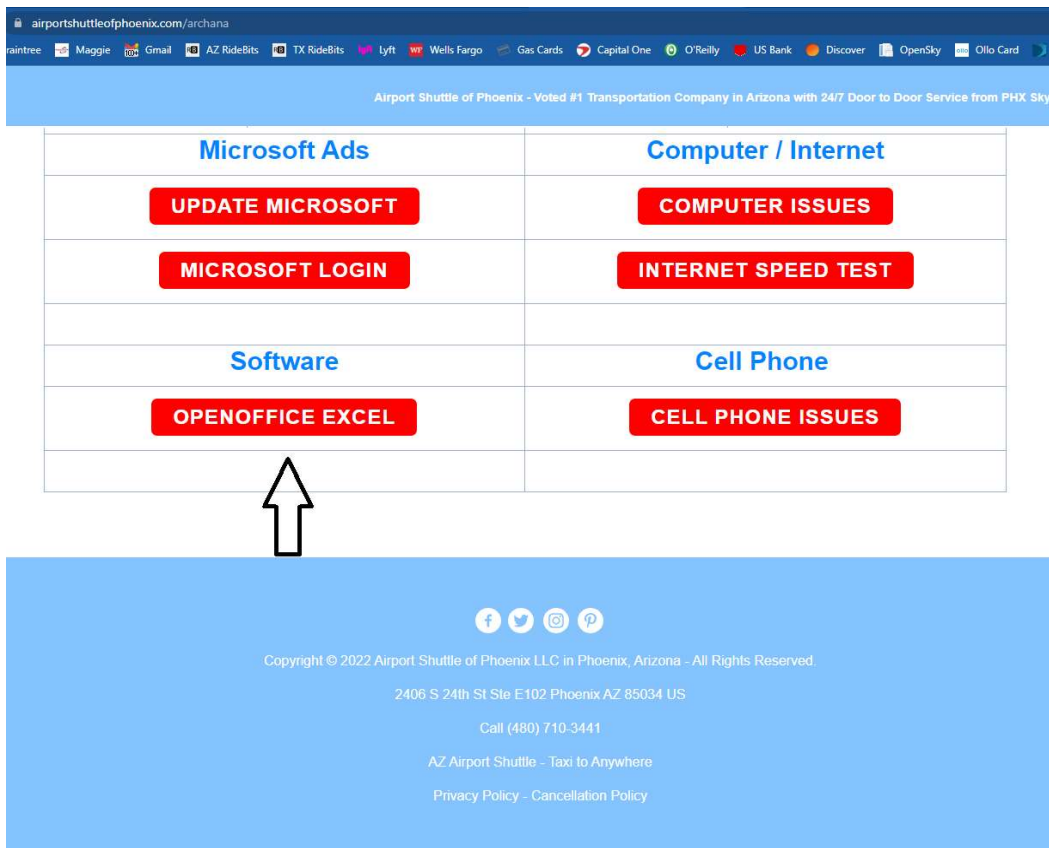 airportshuttleofphoenix.com/archana
raintree Maggie Gmail AZ RideBits TX RideBits Lyft Wells Fargo Gas Cards Capital One O'Reilly US Bank Discover OpenSky Ollo Card
Airport Shuttle of Phoenix - Voted #1 Transportation Company in Arizona with 24/7 Door to Door Service from PHX Sky
Microsoft Ads Computer / Internet
UPDATE MICROSOFT COMPUTER ISSUES
MICROSOFT LOGIN INTERNET SPEED TEST
Software Cell Phone
OPENOFFICE EXCEL CELL PHONE ISSUES
Copyright © 2022 Airport Shuttle of Phoenix LLC in Phoenix, Arizona - All Rights Reserved.
2406 S 24th St Ste E102 Phoenix AZ 85034 US
Call (480) 710-3441
AZ Airport Shuttle - Taxi to Anywhere
Privacy Policy - Cancellation Policy